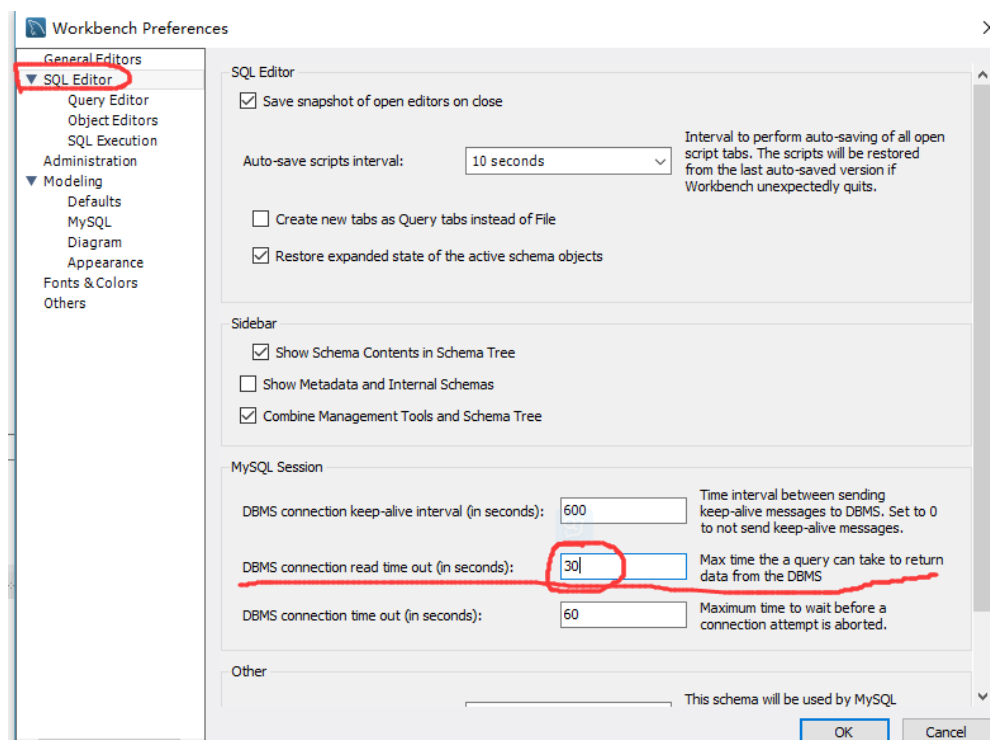 Workbench Preferences
General Editors
SQL Editor
Query Editor
Object Editors
SQL Execution
Administration
Modeling
Defaults
MySQL
Diagram
Appearance
Fonts & Colors
Others
SQL Editor
Save snapshot of open editors on close
Auto-save scripts interval:
10 seconds
Interval to perform auto-saving of all open
script tabs. The scripts will be restored
from the last auto-saved version if
Workbench unexpectedly quits.
Create new tabs as Query tabs instead of File
Restore expanded state of the active schema objects
Sidebar
Show Schema Contents in Schema Tree
Show Metadata and Internal Schemas
Combine Management Tools and Schema Tree
MySQL Session
DBMS connection keep-alive interval (in seconds):
600
Time interval between sending
keep-alive messages to DBMS. Set to 0
to not send keep-alive messages.
DBMS connection read time out (in seconds):
30
Max time the a query can take to return
data from the DBMS
DBMS connection time out (in seconds):
60
Maximum time to wait before a
connection attempt is aborted.
Other
This schema will be used by MySQL
OK
Cancel